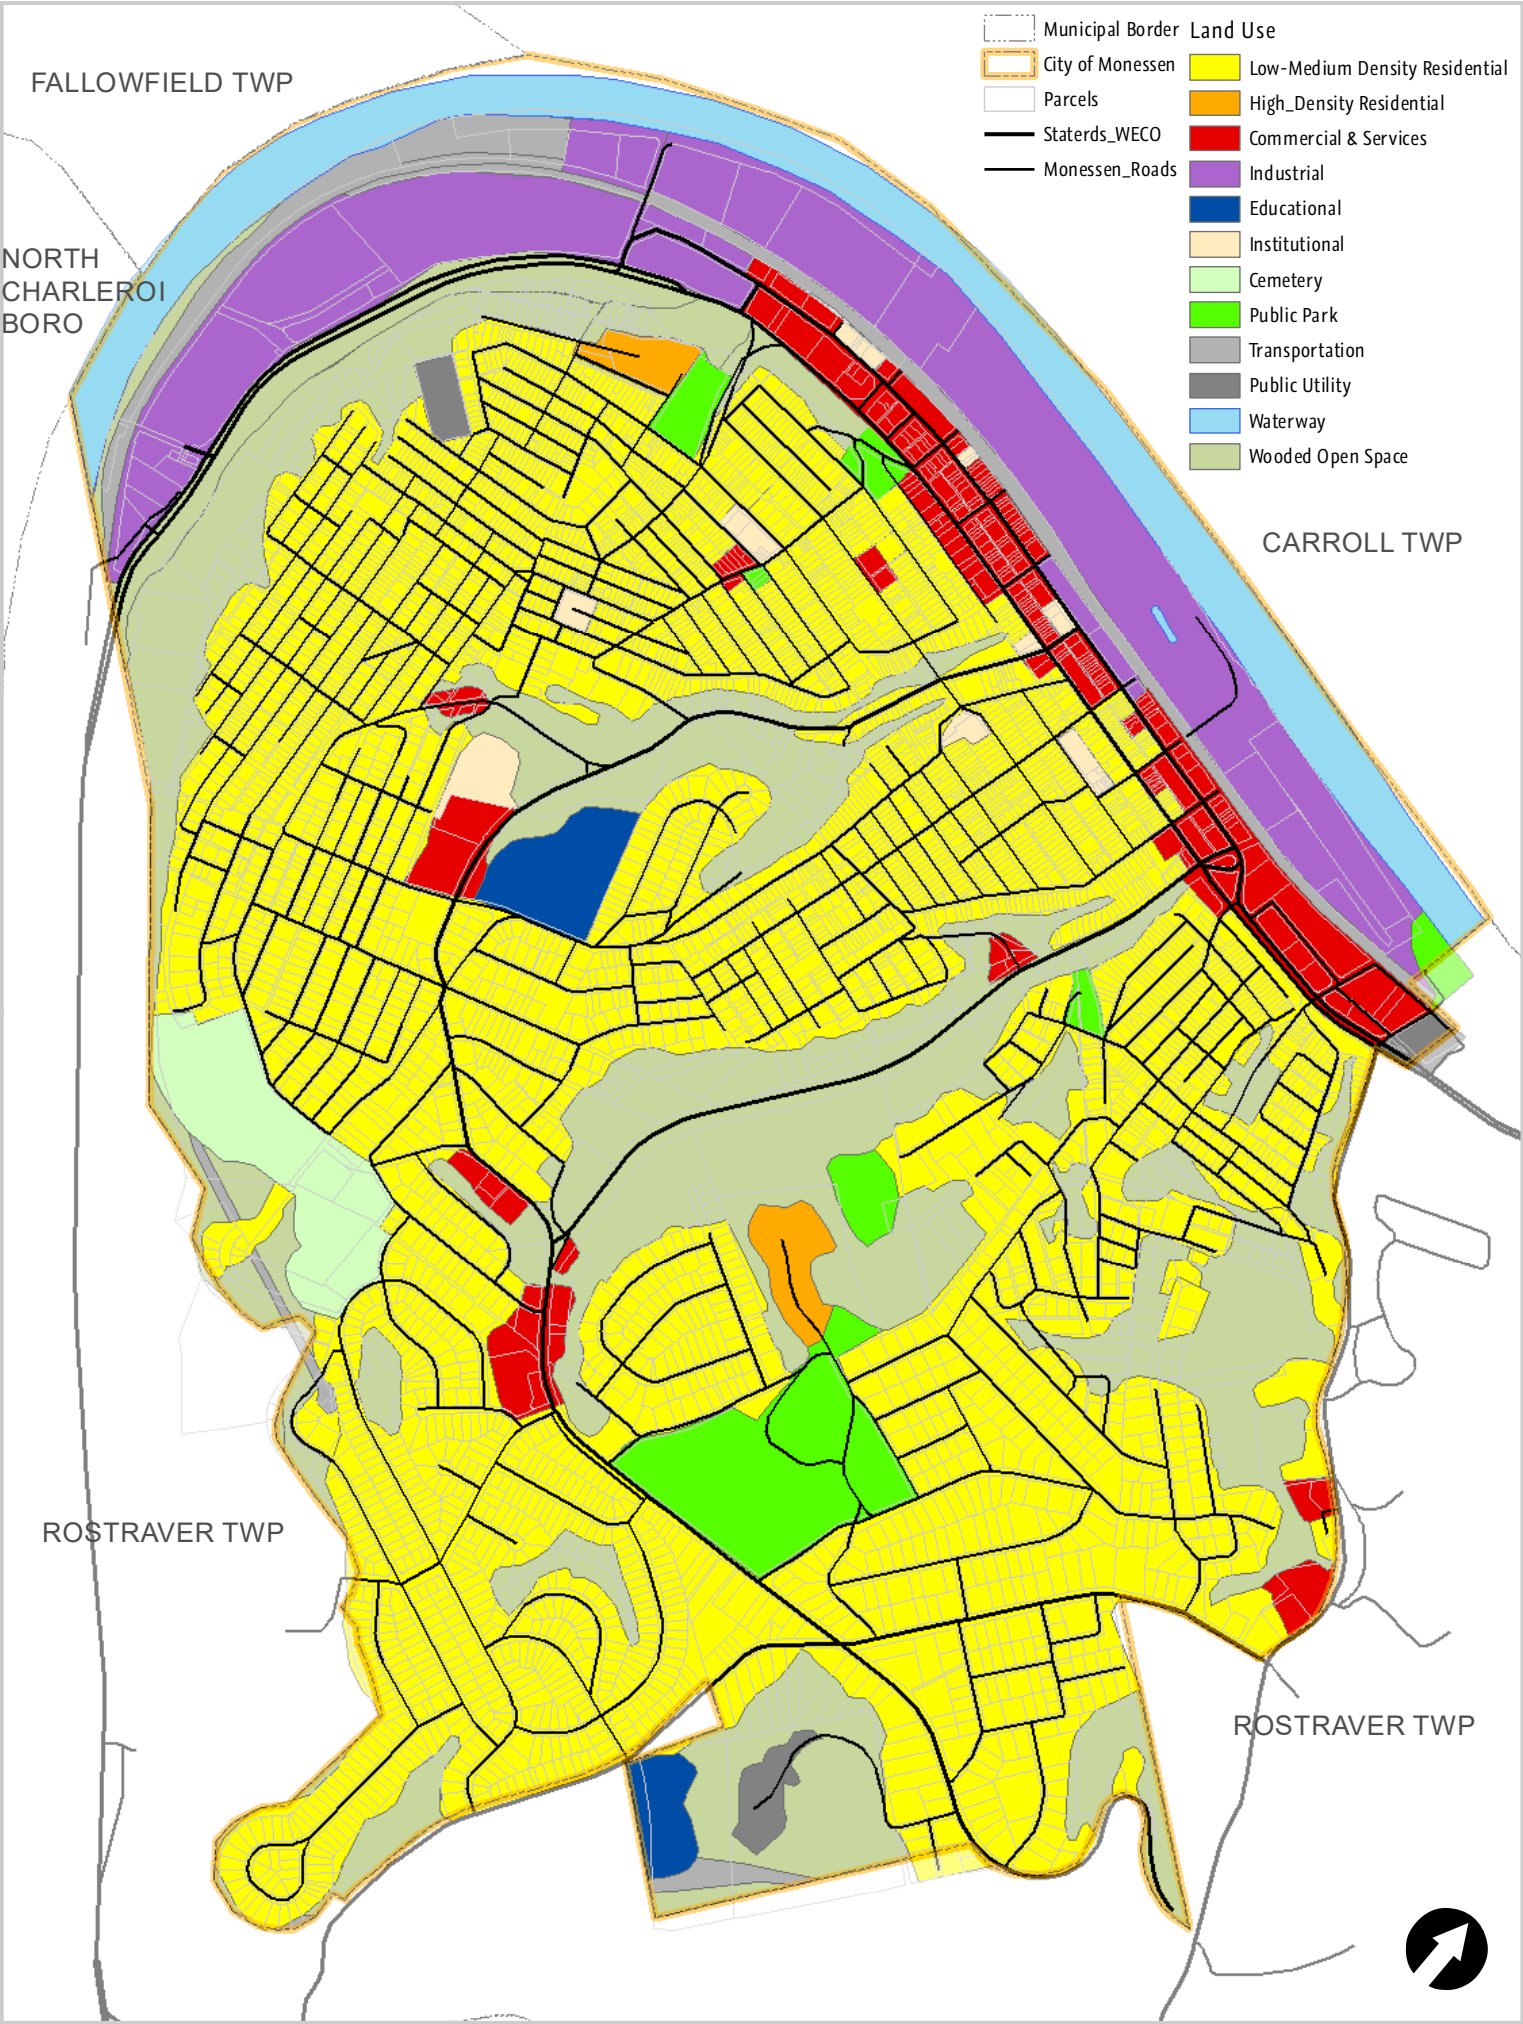 FALLOWFIELD TWP
NORTH
CHARLEROI
BORO
Municipal Border
City of Monessen
Parcels
Staterds_WECO
Monessen_Roads
Land Use
Low-Medium Density Residential
High_Density Residential
Commercial & Services
Industrial
Educational
Institutional
Cemetery
Public Park
Transportation
Public Utility
Waterway
Wooded Open Space
CARROLL TWP
ROSTRAVER TWP
ROSTRAVER TWP